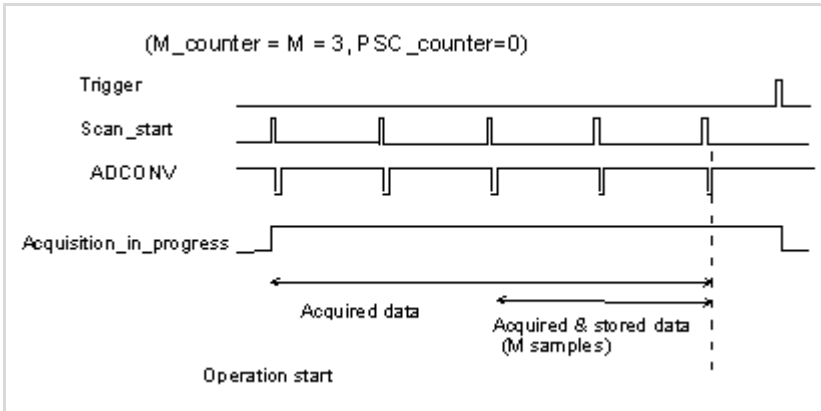 (M_counter = M = 3, PSC_counter=0)
Trigger
Scan_start
ADCONV
Acquisition_in_progress
Acquired data
Acquired & stored data
(M samples)
Operation start